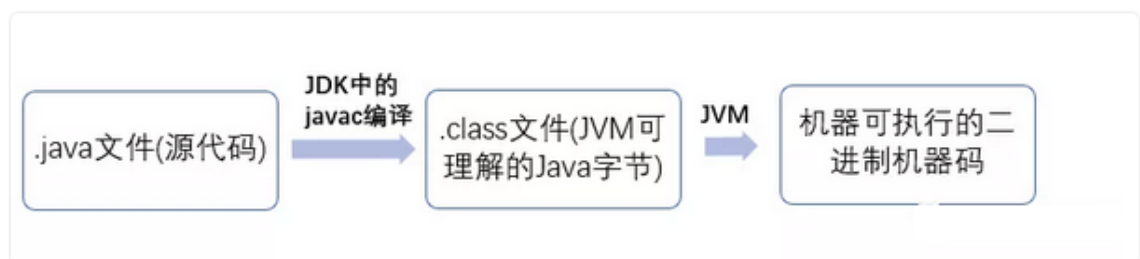 .java文件(源代码)
JDK中的
javac编译
.class文件(JVM可
理解的Java字节)
JVM
机器可执行的二
进制机器码